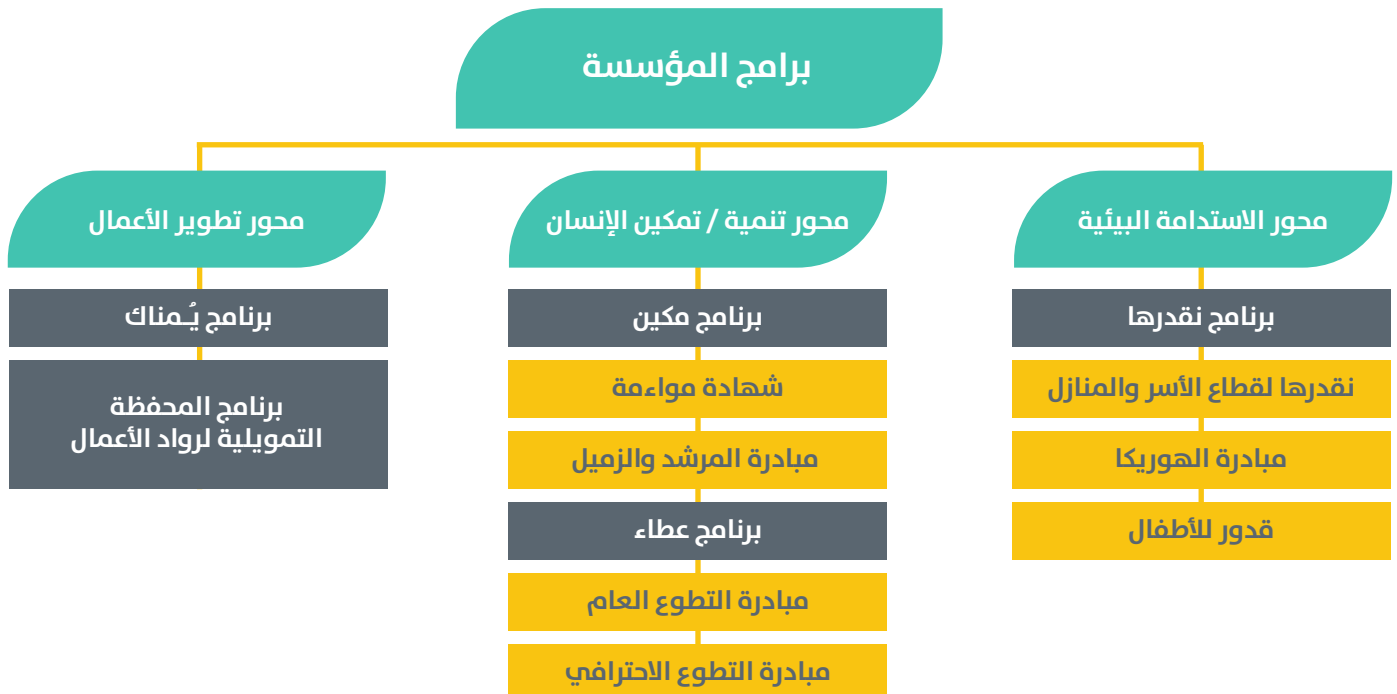 برامج المؤسسة
محور الاستدامة البيئية
برنامج نقدرها
نقدرها لقطاع الأسر والمنازل
مبادرة الهوريكا
قدور للأطفال
محور تنمية / تمكين الإنسان
برنامج مكين
شهادة مواءمة
مبادرة المرشد والزميل
برنامج عطاء
مبادرة التطوع العام
مبادرة التطوع الاحترافي
محور تطوير الأعمال
برنامج يُـمناك
برنامج المحفظة
التمويلية لرواد الأعمال